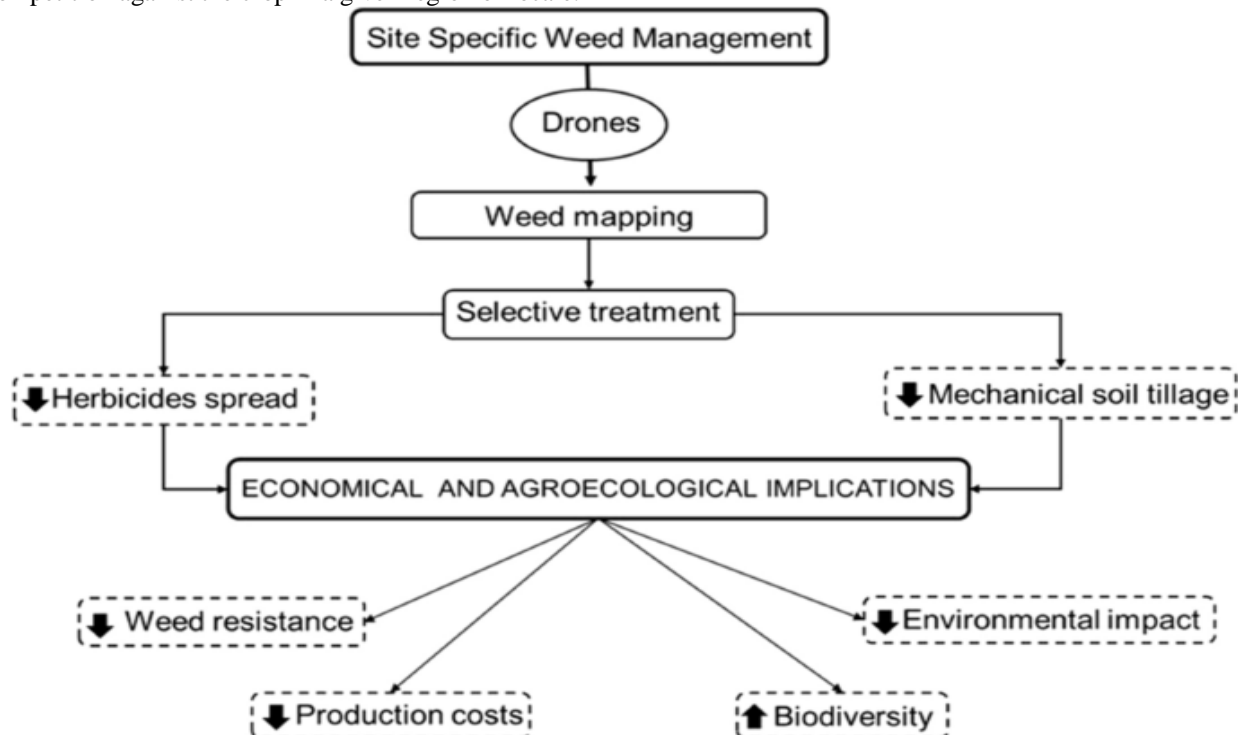 Site Specific Weed Management
Drones
Weed mapping
Selective treatment
Herbicides spread
Mechanical soil tillage
ECONOMICAL AND AGROECOLOGICAL IMPLICATIONS
Weed resistance
Environmental impact
Production costs
Biodiversity